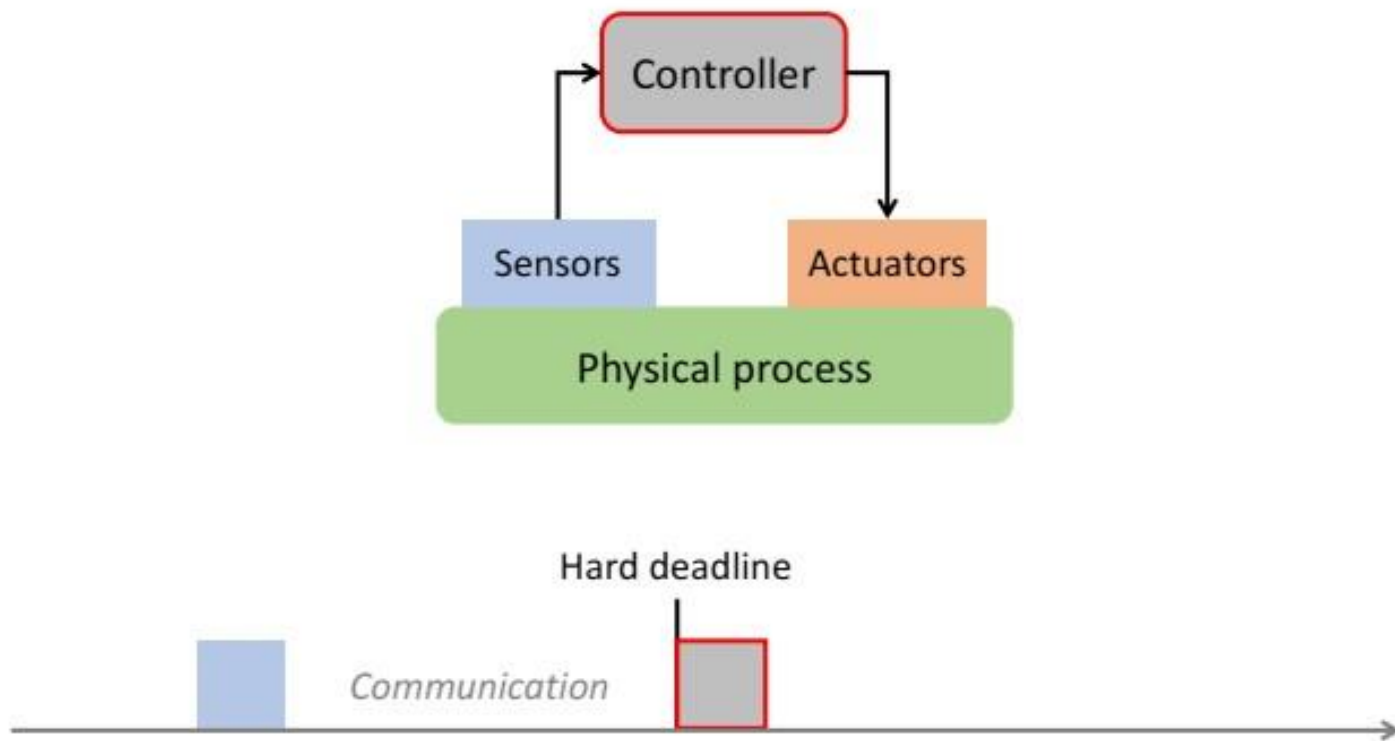 Controller
Sensors
Actuators
Physical process
Hard deadline
Communication